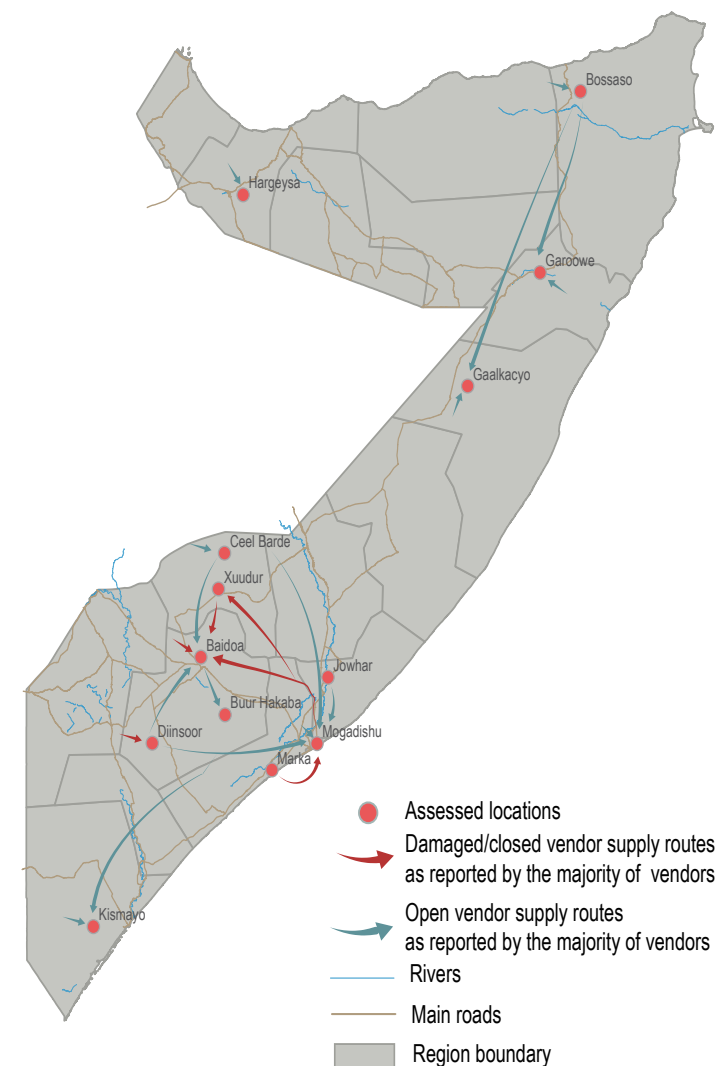 Bossaso
Hargeysa
Garoowe
Gaalkacyo
Ceel Barde
Xuudur
Baidoa
Jowhar
Buur Hakaba
Diinsoor
Mogadishu
Marka
Kismayo
Assessed locations
Damaged/closed vendor supply routes
as reported by the majority of vendors
Open vendor supply routes
as reported by the majority of vendors
Rivers
Main roads
Region boundary